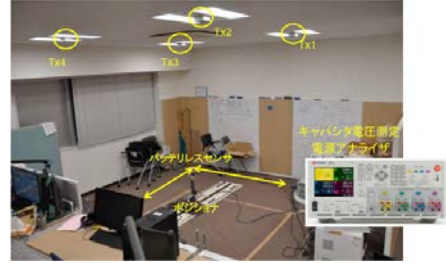 Tx2
Tx1
Tx4
Tx3
キャパシタ電圧測定
電源アナライザ
バッテリレスセンサ
ポジショナ